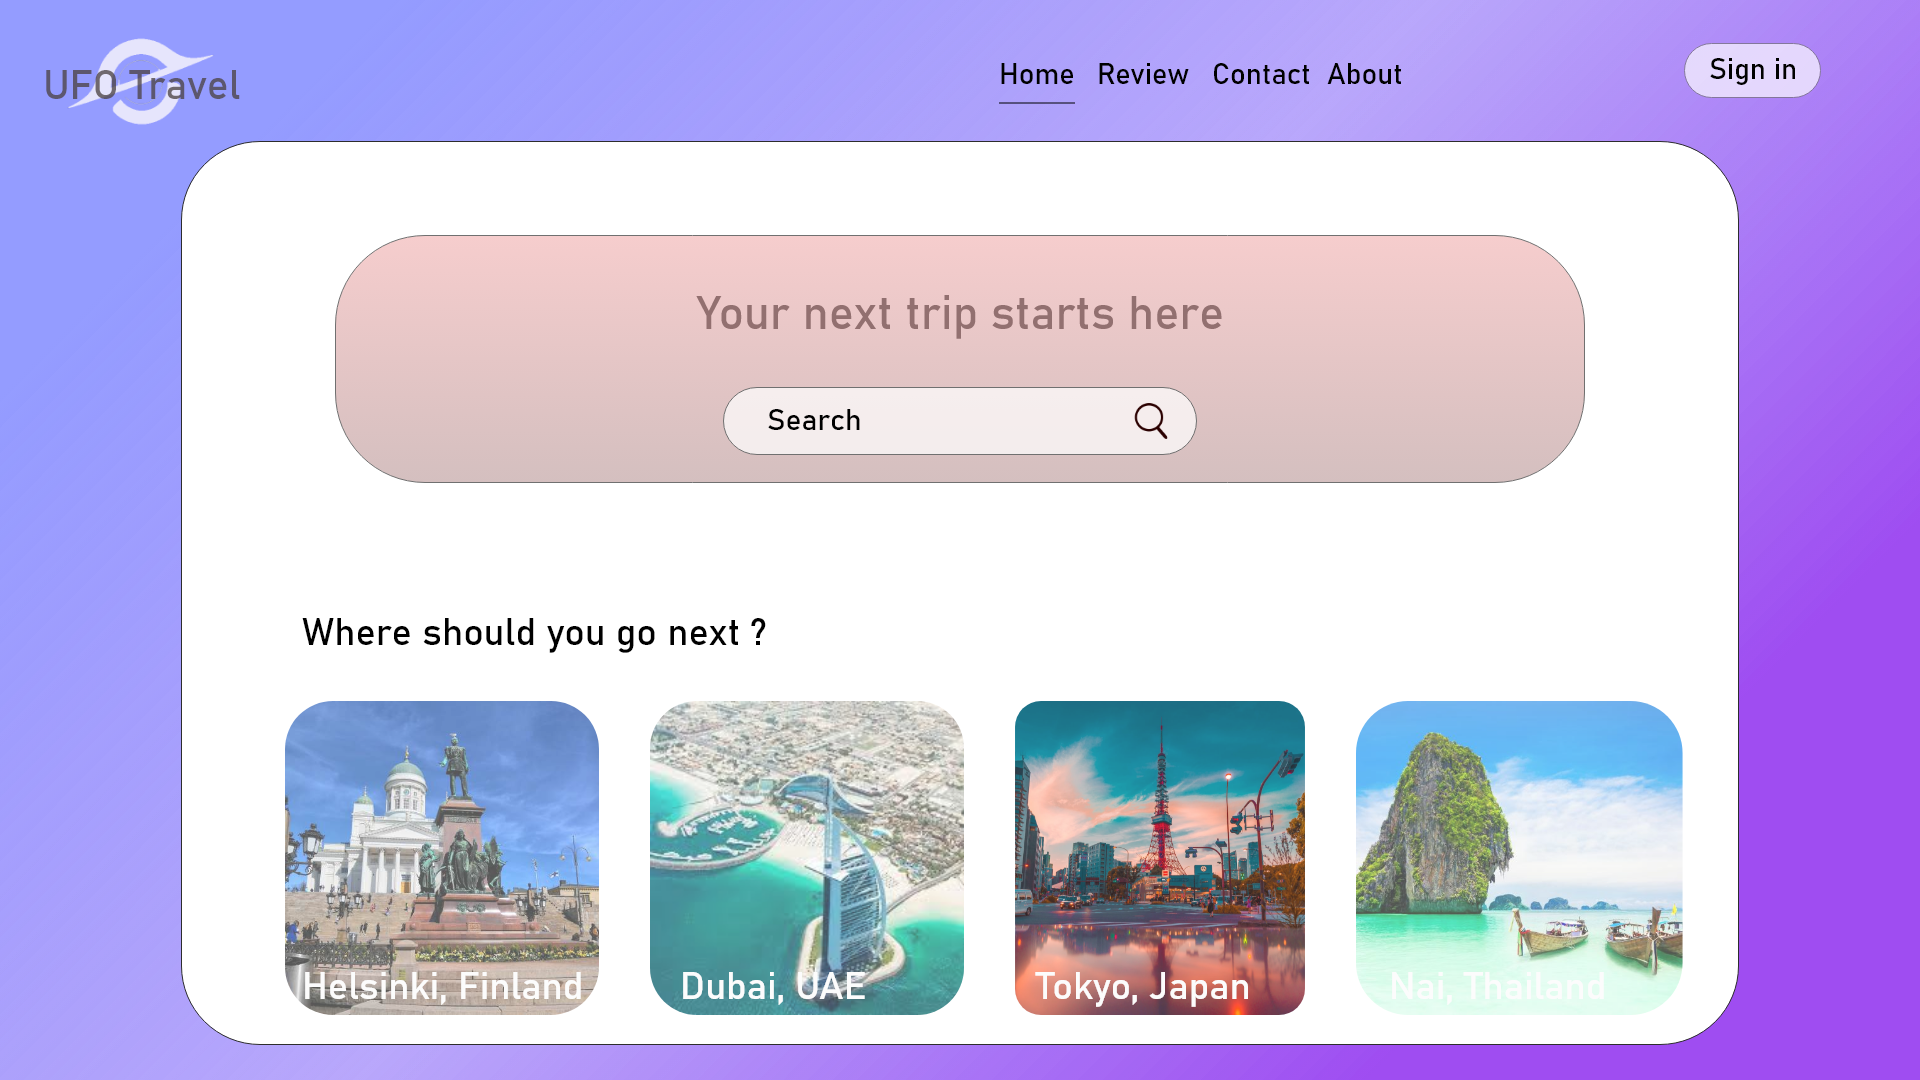 UFO Travel
Home Review Contact About
Sign in
Your next trip starts here
Search
Where should you go next ?
Helsinki, Finland
Dubai, UAE
Tokyo, Japan
Nai, Thailand